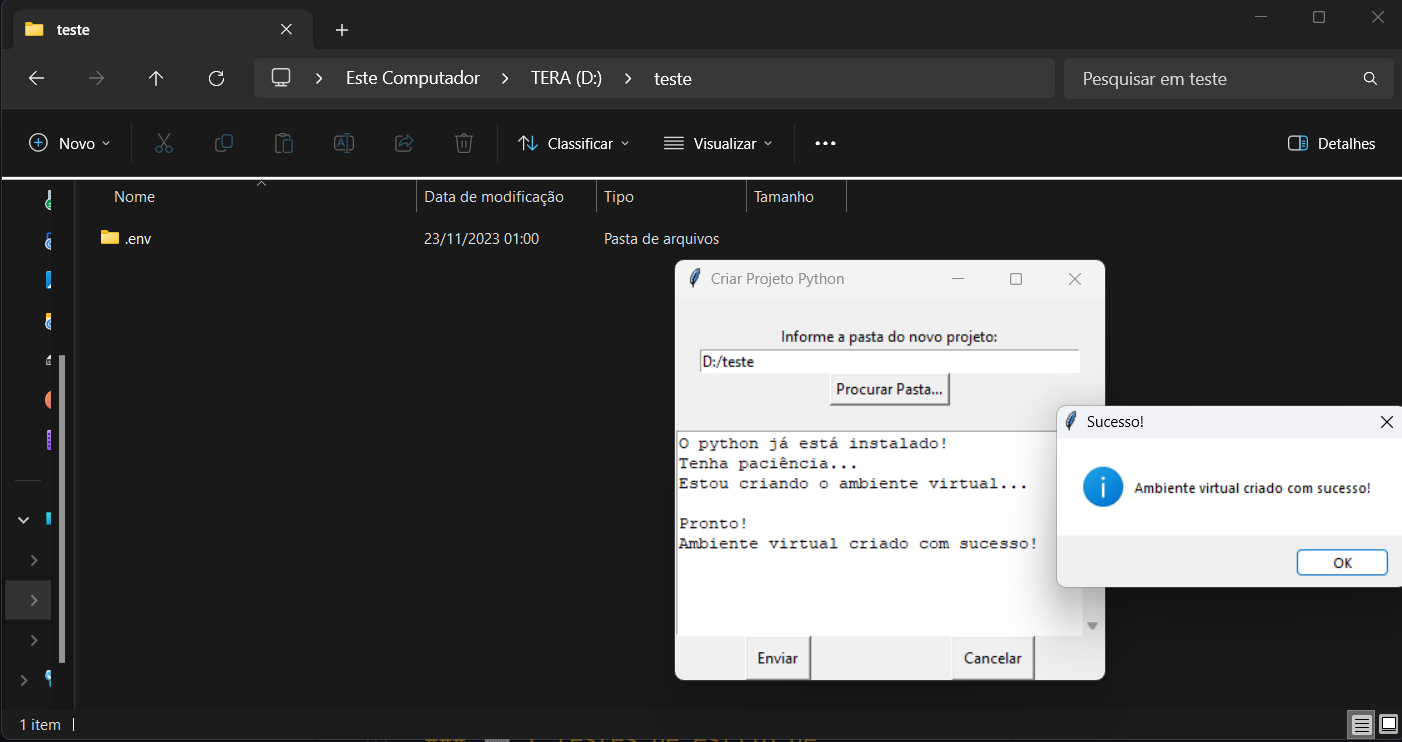 teste
Este Computador
TERA (D:)
teste
Pesquisar em teste
Novo
Classificar
Visualizar
Detalhes
Nome
Data de modificação
Tipo
Tamanho
.env
23/11/2023 01:00
Pasta de arquivos
Criar Projeto Python
Informe a pasta do novo projeto:
D:/teste
Procurar Pasta...
O python já está instalado!
Tenha paciência...
Estou criando o ambiente virtual...
Pronto!
Ambiente virtual criado com sucesso!
Enviar
Cancelar
Sucesso!
Ambiente virtual criado com sucesso!
OK
1 item